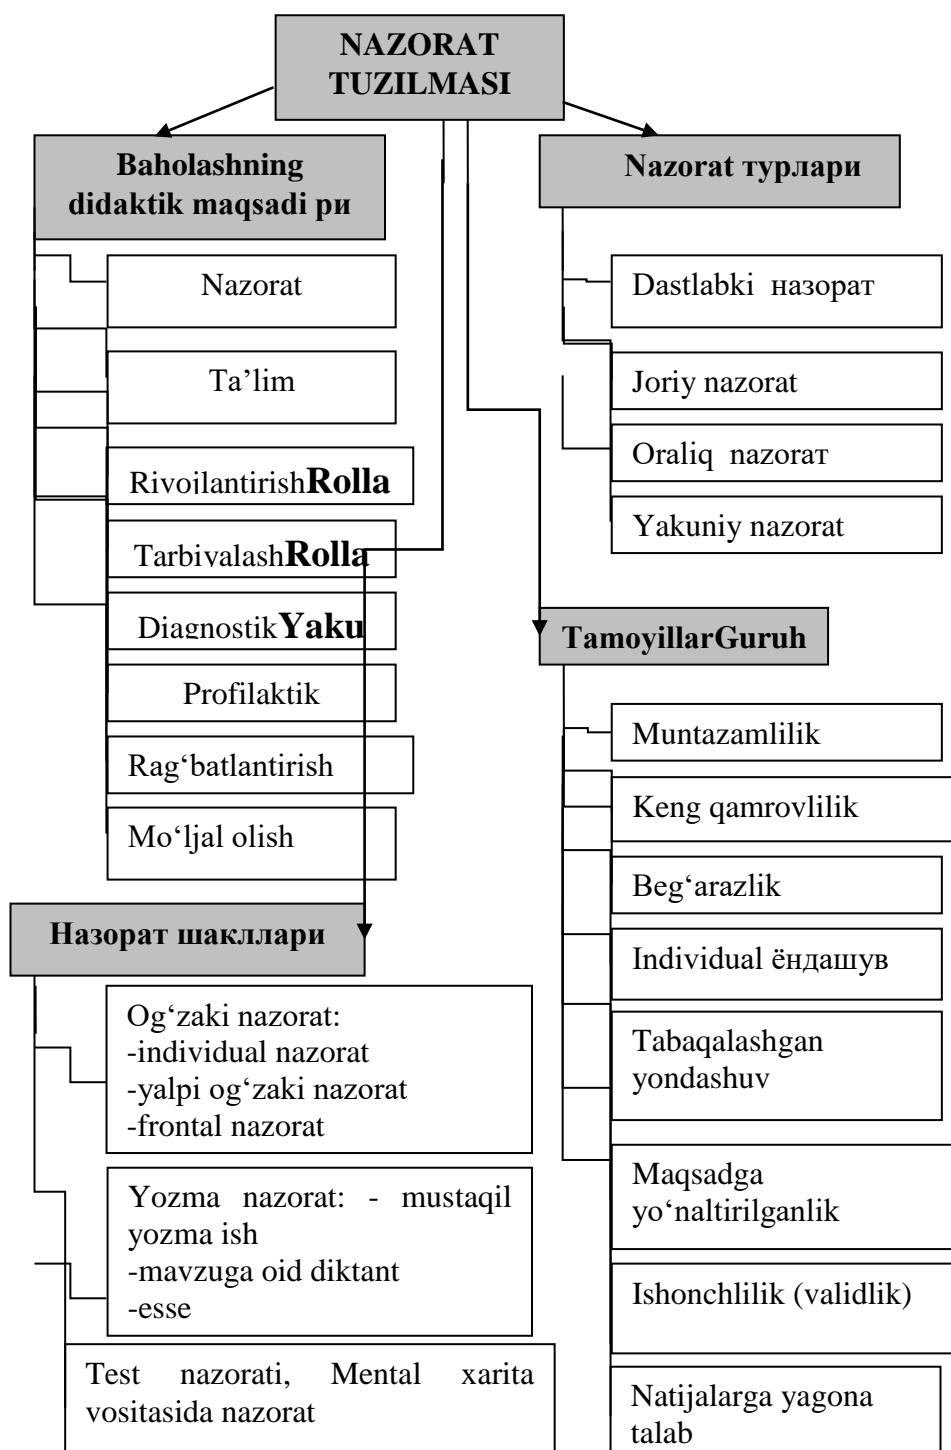 NAZORAT
TUZILMASI
Baholashning
didaktik maqsadi ри
Nazorat
Ta’lim
RivojlantirishRolla
TarbiyalashRolla
DiagnostikYaku
Profilaktik
Rag‘batlantirish
Mo‘ljal olish
Назорат шакллари
Og‘zaki nazorat:
-individual nazorat
-yalpi og‘zaki nazorat
-frontal nazorat
Yozma nazorat: - mustaqil
yozma ish
-mavzuga oid diktant
-esse
Test nazorati, Mental xarita
vositasida nazorat
Nazorat турлари
Dastlabki назорат
Joriy nazorat
Oraliq nazoraт
Yakuniy nazorat
TamoyillarGuruh
Muntazamlilik
Keng qamrovlilik
Beg‘arazlik
Individual ёндашув
Tabaqalashgan
yondashuv
Maqsadga
yo‘naltirilganlik
Ishonchlilik (validlik)
Natijalarga yagona
talab